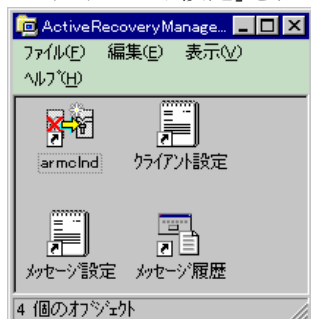 ActiveRecoveryManage...
ファイル(F) 編集(E) 表示(V)
ヘルプ(H)
armclnd クライアント設定
メッセージ設定 メッセージ履歴
4 個のオブジェクト